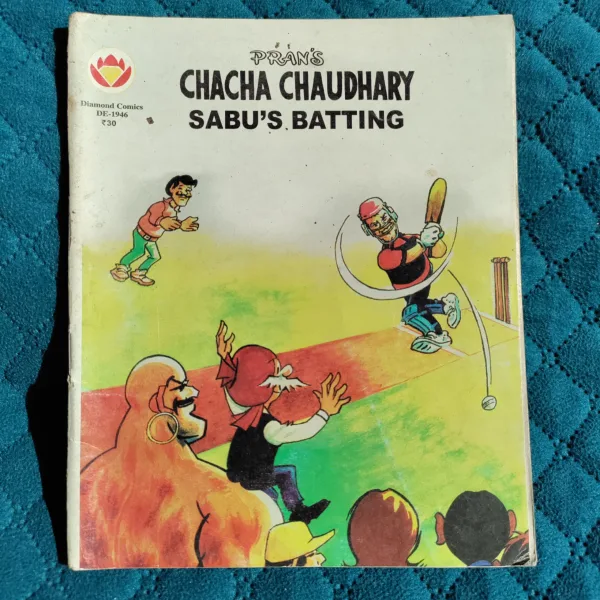 PRAN'S
CHACHA CHAUDHARY
SABU'S BATTING
Diamond Comics
DE-1946
₹30